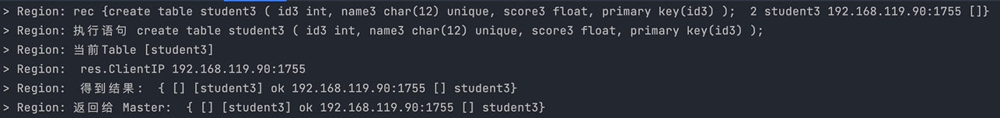 > Region: rec {create table student3 ( id3 int, name3 char(12) unique, score3 float, primary key(id3) );  2 student3 192.168.119.90:1755 []}
> Region: 执行语句 create table student3 ( id3 int, name3 char(12) unique, score3 float, primary key(id3) );
> Region: 当前Table [student3]
> Region:  res.ClientIP 192.168.119.90:1755
> Region:  得到结果:  { [] [student3] ok 192.168.119.90:1755 [] student3}
> Region: 返回给 Master:  { [] [student3] ok 192.168.119.90:1755 [] student3}